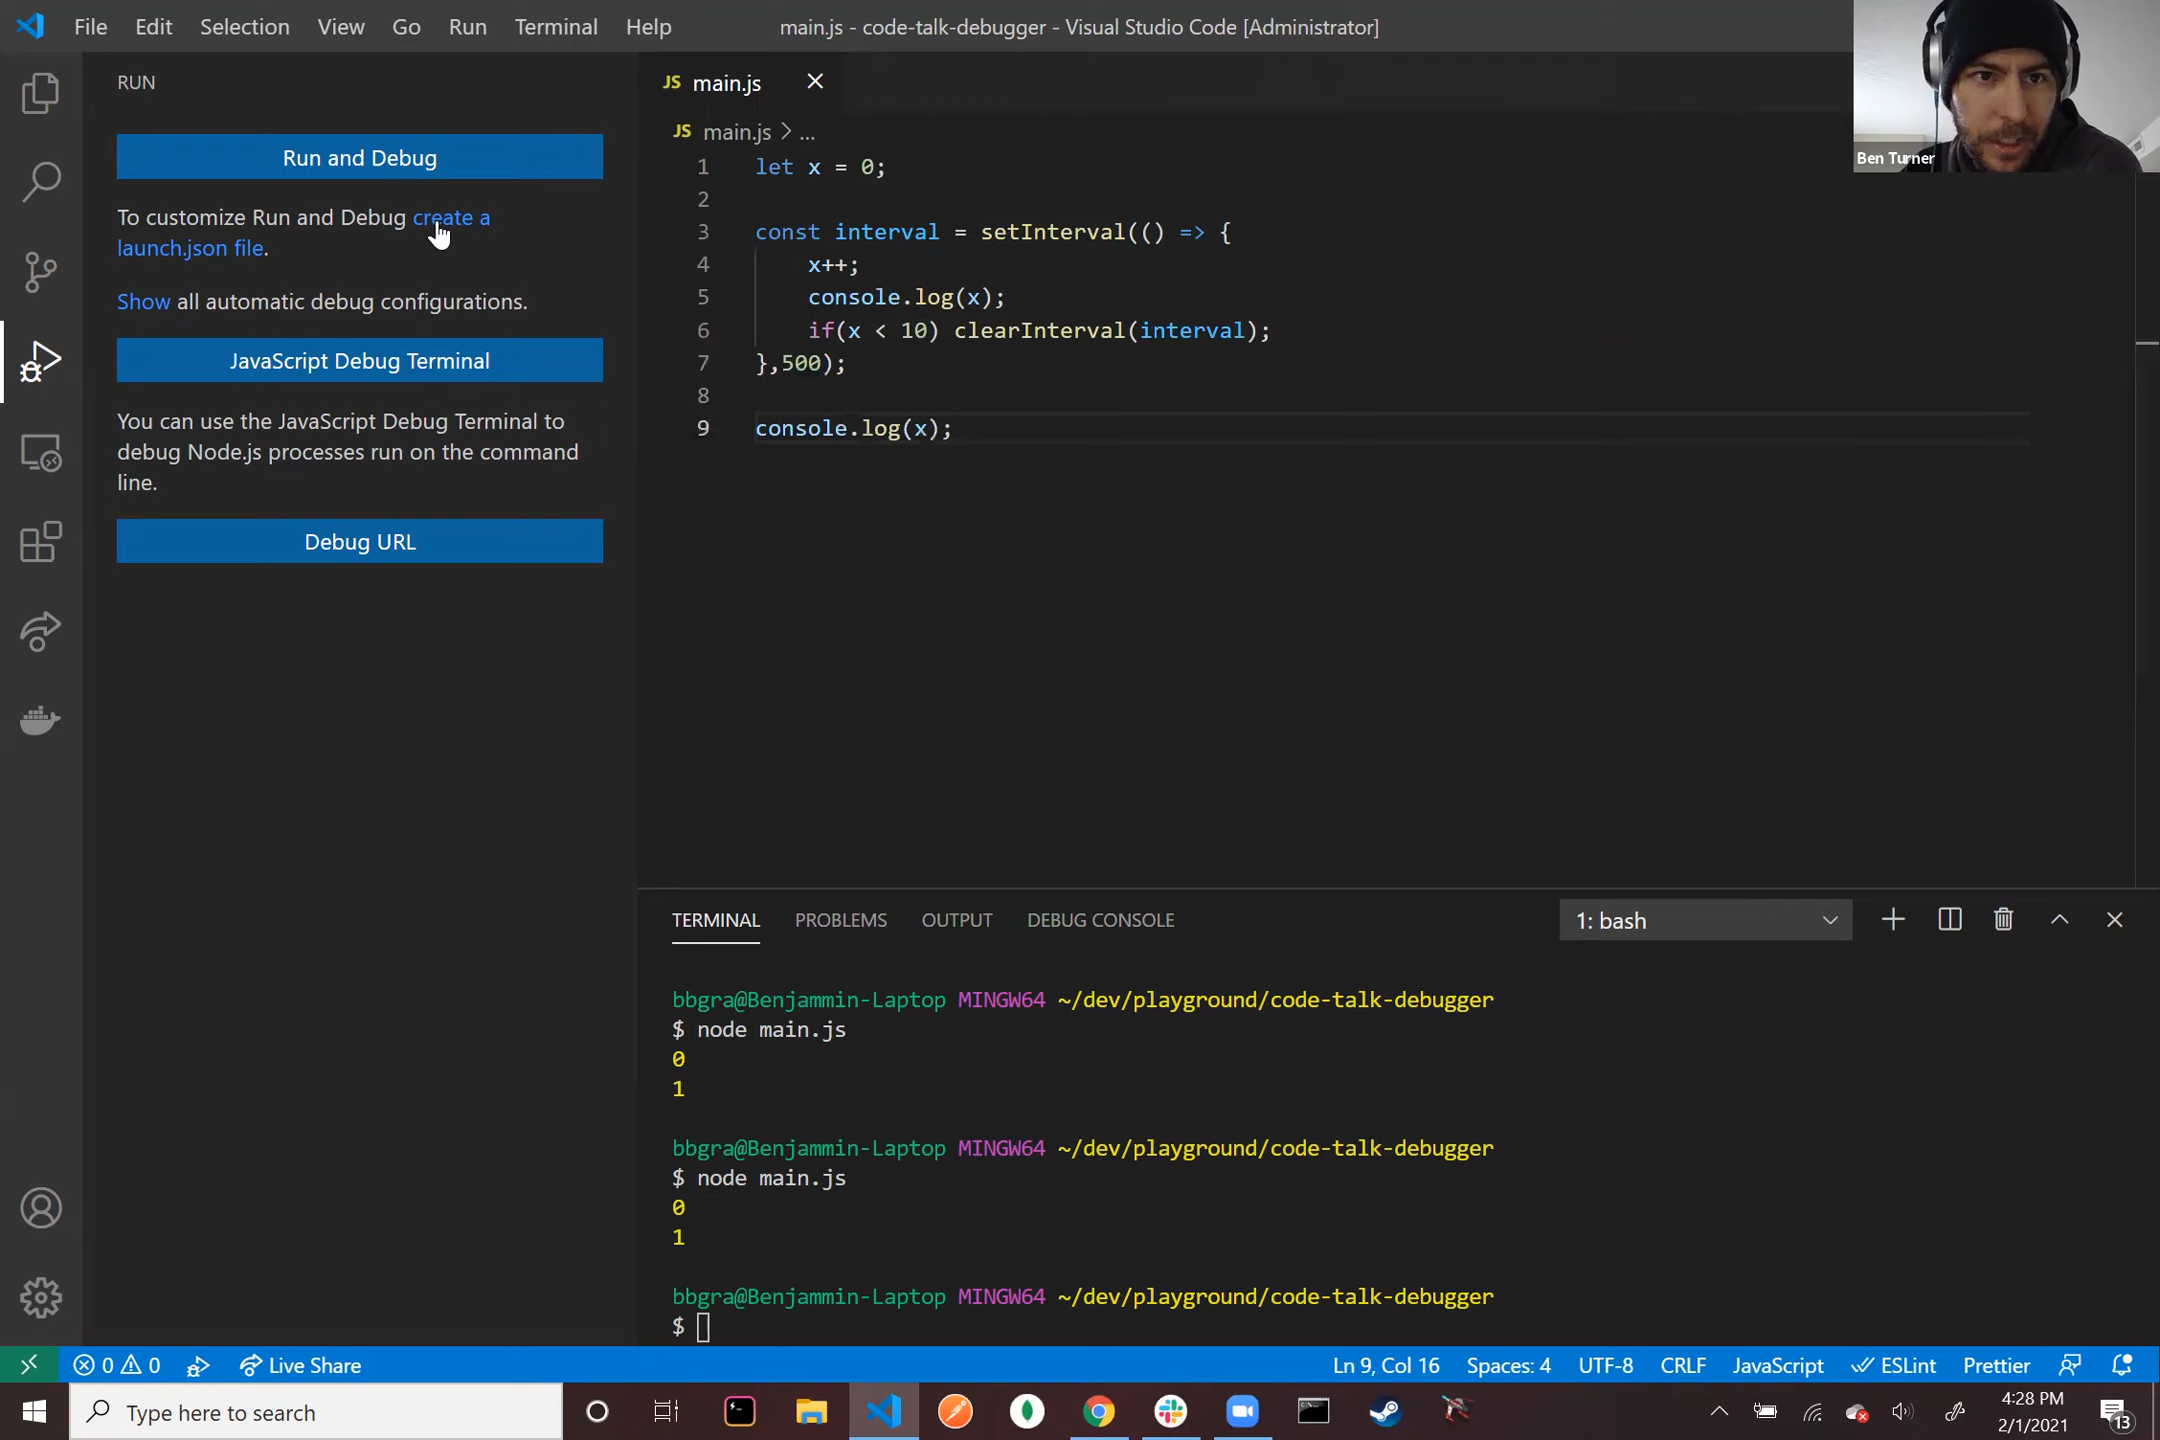 File Edit Selection View Go Run Terminal Help
main.js - code-talk-debugger - Visual Studio Code [Administrator]
Ben Turner
RUN
Run and Debug
To customize Run and Debug create a
launch.json file.
Show all automatic debug configurations.
JavaScript Debug Terminal
You can use the JavaScript Debug Terminal to
debug Node.js processes run on the command
line.
Debug URL
JS main.js
JS main.js > ...
1 let x = 0;
2
3 const interval = setInterval(() => {
4 x++;
5 console.log(x);
6 if(x < 10) clearInterval(interval);
7 },500);
8
9 console.log(x);
TERMINAL PROBLEMS OUTPUT DEBUG CONSOLE
1: bash
bbgra@Benjammin-Laptop MINGW64 ~/dev/playground/code-talk-debugger
$ node main.js
0
1
bbgra@Benjammin-Laptop MINGW64 ~/dev/playground/code-talk-debugger
$ node main.js
0
1
bbgra@Benjammin-Laptop MINGW64 ~/dev/playground/code-talk-debugger
$
0 0 Live Share
Ln 9, Col 16 Spaces: 4 UTF-8 CRLF JavaScript ESLint Prettier
Type here to search
4:28 PM
2/1/2021
13